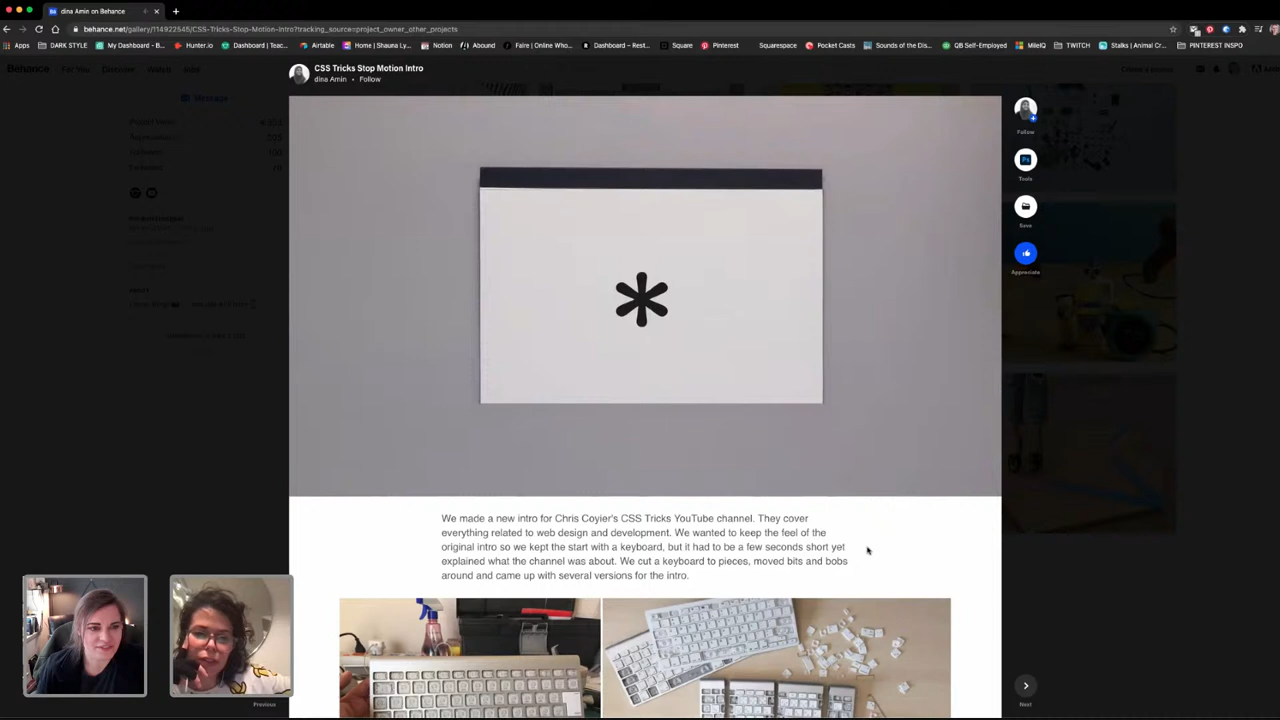 dina Amin on Behance
behance.net/gallery/114922545/CSS-Tricks-Stop-Motion-Intro?tracking_source=project_owner_other_projects
Apps DARK STYLE My Dashboard - B... Hunter.io Dashboard | Teac... Airtable Home | Shauna Ly... Notion Abound Faire | Online Who... Dashboard – Rest... Square Pinterest Squarespace Pocket Casts Sounds of the Dis... QB Self-Employed MileIQ TWITCH Stalks | Animal Cr... PINTEREST INSPO
Behance For You Discover
CSS Tricks Stop Motion Intro
dina Amin • Follow
Message
Follow
Tools
Save
Appreciate
*
We made a new intro for Chris Coyier's CSS Tricks YouTube channel. They cover
everything related to web design and development. We wanted to keep the feel of the
original intro so we kept the start with a keyboard, but it had to be a few seconds short yet
explained what the channel was about. We cut a keyboard to pieces, moved bits and bobs
around and came up with several versions for the intro.
Previous
Next